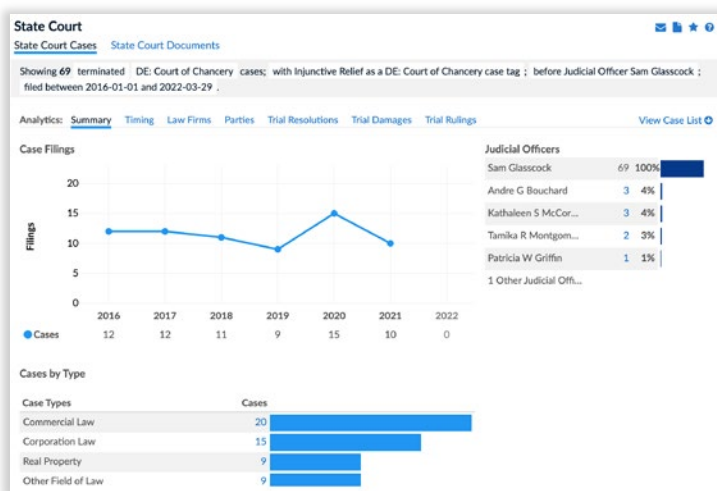 State Court
State Court Cases State Court Documents
Showing 69 terminated DE: Court of Chancery cases; with Injunctive Relief as a DE: Court of Chancery case tag ; before Judicial Officer Sam Glasscock ;
filed between 2016-01-01 and 2022-03-29 .
Analytics: Summary Timing Law Firms Parties Trial Resolutions Trial Damages Trial Rulings View Case List
Case Filings
20
15
10
5
0
Filings
2016 2017 2018 2019 2020 2021 2022
Cases 12 12 11 9 15 10 0
Judicial Officers
Sam Glasscock 69 100%
Andre G Bouchard 3 4%
Kathaleen S McCor... 3 4%
Tamika R Montgom... 2 3%
Patricia W Griffin 1 1%
1 Other Judicial Offi...
Cases by Type
Case Types Cases
Commercial Law 20
Corporation Law 15
Real Property 9
Other Field of Law 9